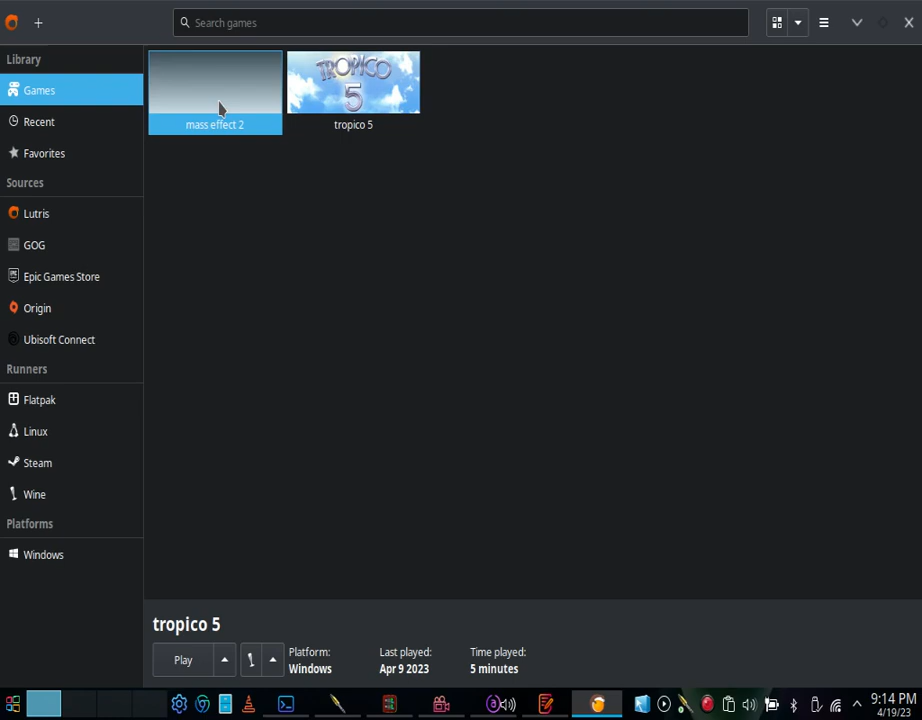 Search games
Library
Games
Recent
Favorites
Sources
Lutris
GOG
Epic Games Store
Origin
Ubisoft Connect
Runners
Flatpak
Linux
Steam
Wine
Platforms
Windows
TROPICO
5
mass effect 2
tropico 5
tropico 5
Play
Platform:
Windows
Last played:
Apr 9 2023
Time played:
5 minutes
9:14 PM
4/19/23